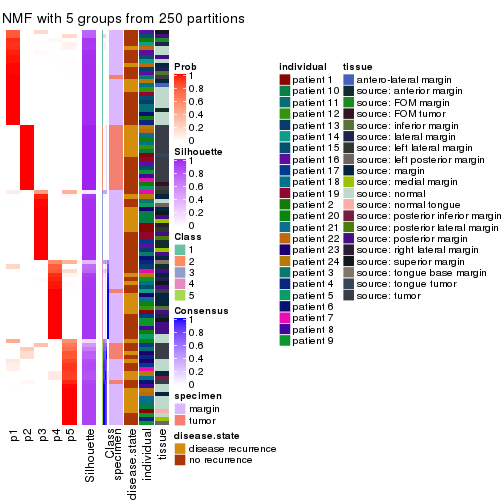 NMF with 5 groups from 250 partitions
Prob
1
0.8
0.6
0.4
0.2
0
Silhouette
1
0.8
0.6
0.4
0.2
0
Class
1
2
3
4
5
Consensus
1
0.8
0.6
0.4
0.2
0
specimen
margin
tumor
disease.state
disease recurrence
no recurrence
individual
patient 1
patient 10
patient 11
patient 12
patient 13
patient 14
patient 15
patient 16
patient 17
patient 18
patient 19
patient 2
patient 20
patient 21
patient 22
patient 23
patient 24
patient 3
patient 4
patient 5
patient 6
patient 7
patient 8
patient 9
tissue
antero-lateral margin
source: anterior margin
source: FOM margin
source: FOM tumor
source: inferior margin
source: lateral margin
source: left lateral margin
source: left posterior margin
source: margin
source: medial margin
source: normal
source: normal tongue
source: posterior inferior margin
source: posterior lateral margin
source: posterior margin
source: right lateral margin
source: superior margin
source: tongue base margin
source: tongue tumor
source: tumor
p1
p2
p3
p4
p5
Silhouette
Class
specimen
disease.state
individual
tissue